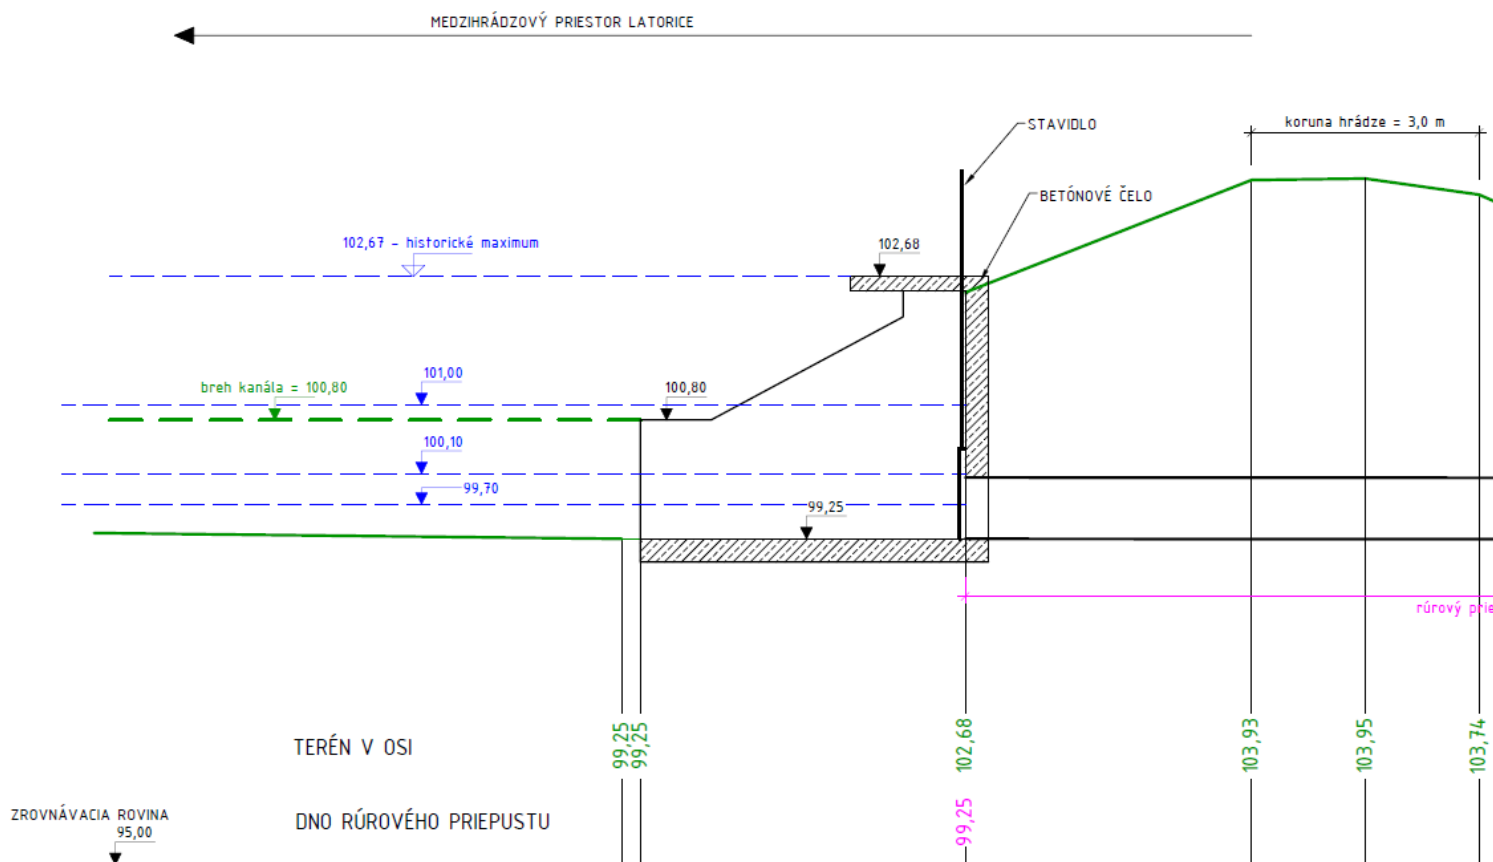 MEDZIHRÁDZOVÝ PRIESTOR LATORICE
STAVIDLO
koruna hrádze = 3,0 m
BETÓNOVÉ ČELO
102,67 - historické maximum
102,68
101,00
breh kanála = 100,80
100,80
100,10
99,70
99,25
rúrový prie
TERÉN V OSI
99,25
99,25
102,68
103,93
103,95
103,74
ZROVNÁVACIA ROVINA
95,00
DNO RÚROVÉHO PRIEPUSTU
99,25